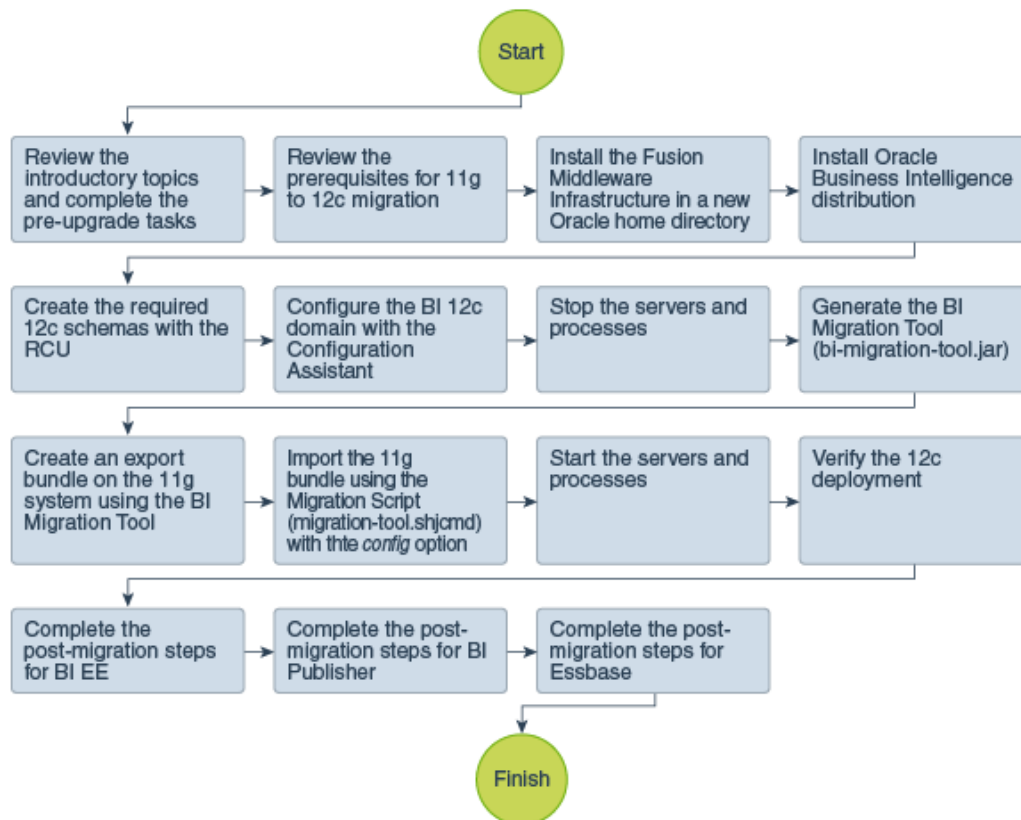 Start
Review the
introductory topics
and complete the
pre-upgrade tasks
Review the
prerequisites for 11g
to 12c migration
Install the Fusion
Middleware
Infrastructure in a new
Oracle home directory
Install Oracle
Business Intelligence
distribution
Create the required
12c schemas with the
RCU
Configure the BI 12c
domain with the
Configuration
Assistant
Stop the servers and
processes
Generate the BI
Migration Tool
(bi-migration-tool.jar)
Create an export
bundle on the 11g
system using the BI
Migration Tool
Import the 11g
bundle using the
Migration Script
(migration-tool.shjcmd)
with thte config option
Start the servers and
processes
Verify the 12c
deployment
Complete the
post-migration steps
for BI EE
Complete the post-
migration steps for BI
Publisher
Complete the post-
migration steps for
Essbase
Finish